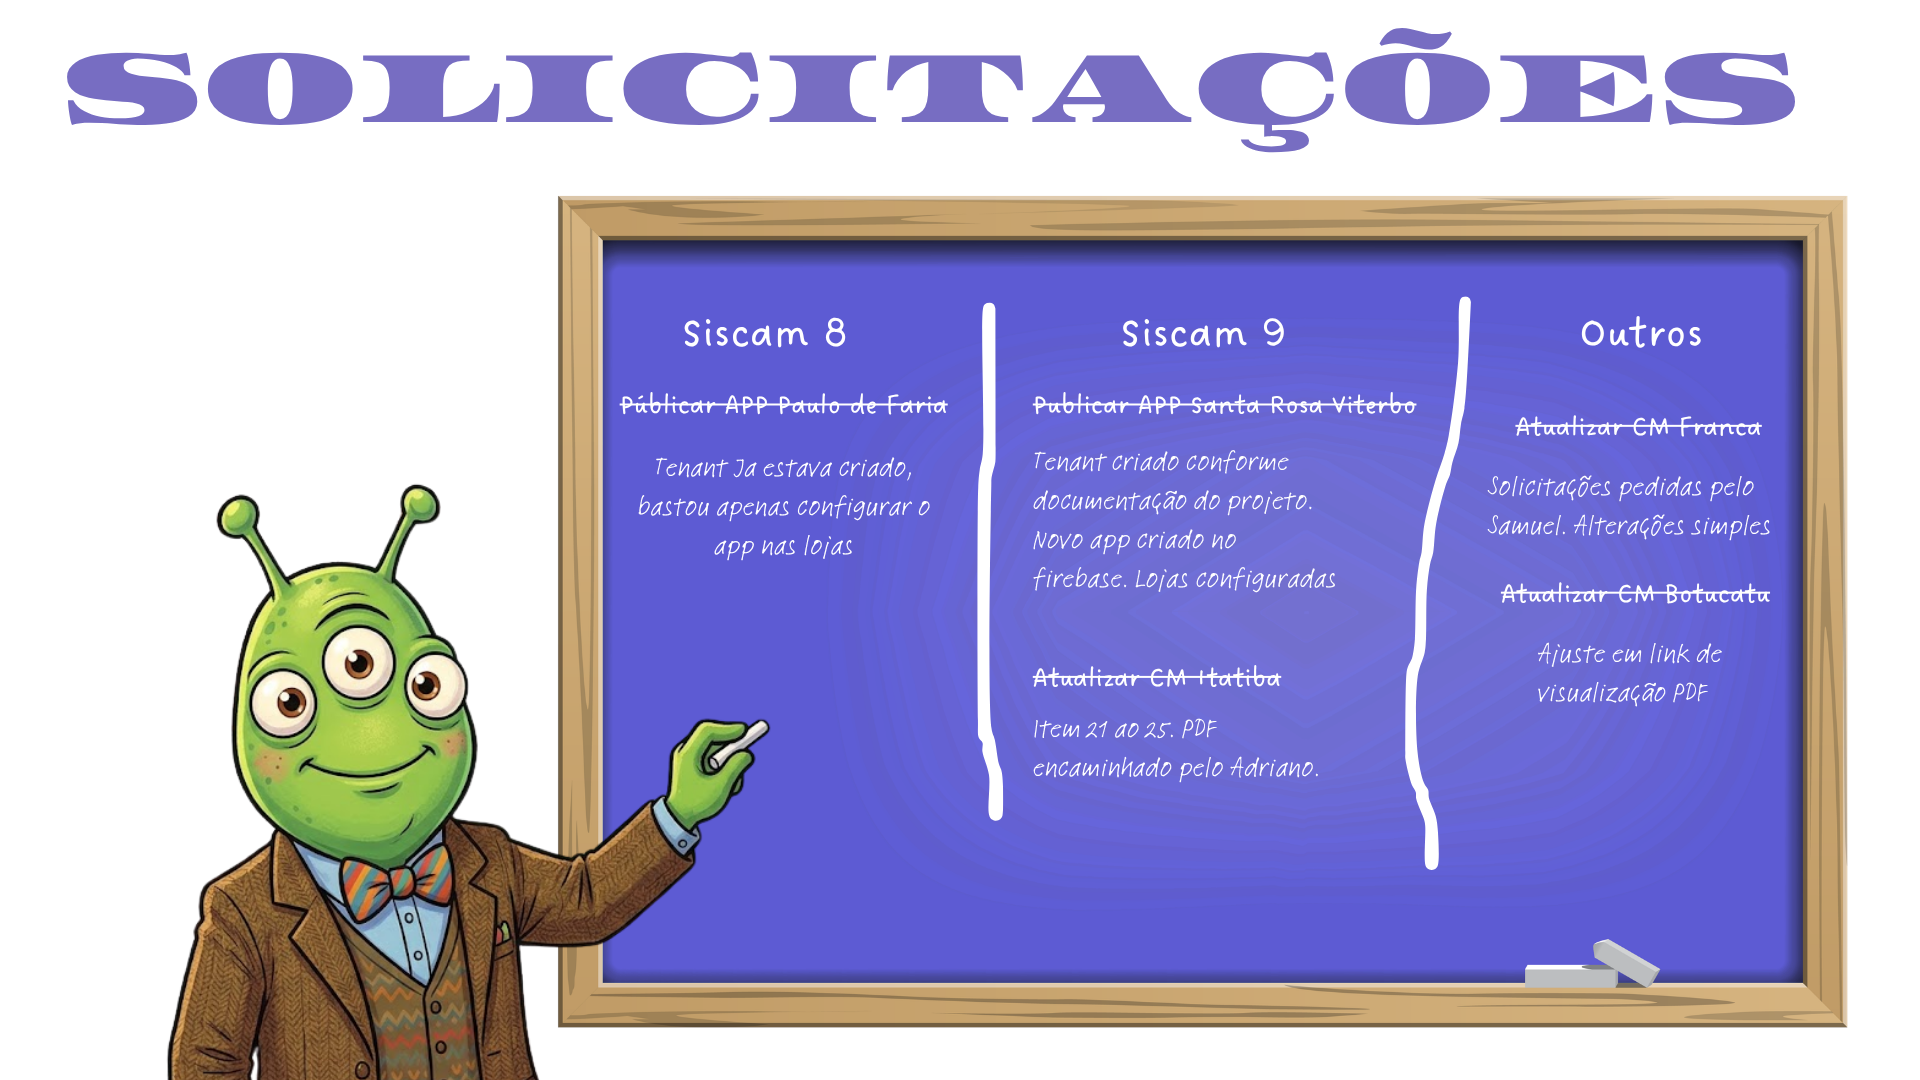 SOLICITAÇÕES
Siscam 8
Públicar APP Paulo de Faria
Tenant Ja estava criado,
bastou apenas configurar o
app nas lojas
Siscam 9
Publicar APP Santa Rosa Viterbo
Tenant criado conforme
documentação do projeto.
Novo app criado no
firebase. Lojas configuradas
Atualizar CM Itatiba
Item 21 ao 25. PDF
encaminhado pelo Adriano.
Outros
Atualizar CM Franca
Solicitações pedidas pelo
Samuel. Alterações simples
Atualizar CM Botucatu
Ajuste em link de
visualização PDF